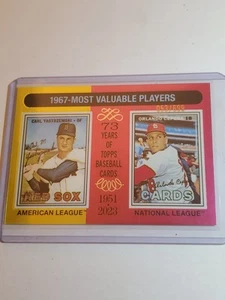 1967-MOST VALUABLE PLAYERS
CARL YASTRZEMSKI - OF
RED SOX
AMERICAN LEAGUE
73
YEARS
OF
TOPPS
BASEBALL
CARDS
1951
2023
ORLANDO CEPEDA 1B
CARDS
NATIONAL LEAGUE